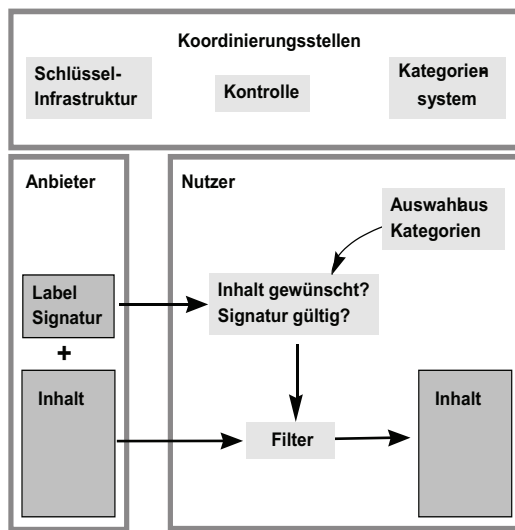 Koordinierungsstellen
Schlüssel-
Infrastruktur
Kontrolle
Kategorien-
system
Anbieter
Nutzer
Auswahl aus
Kategorien
Label
Signatur
Inhalt gewünscht?
Signatur gültig?
+
Inhalt
Filter
Inhalt